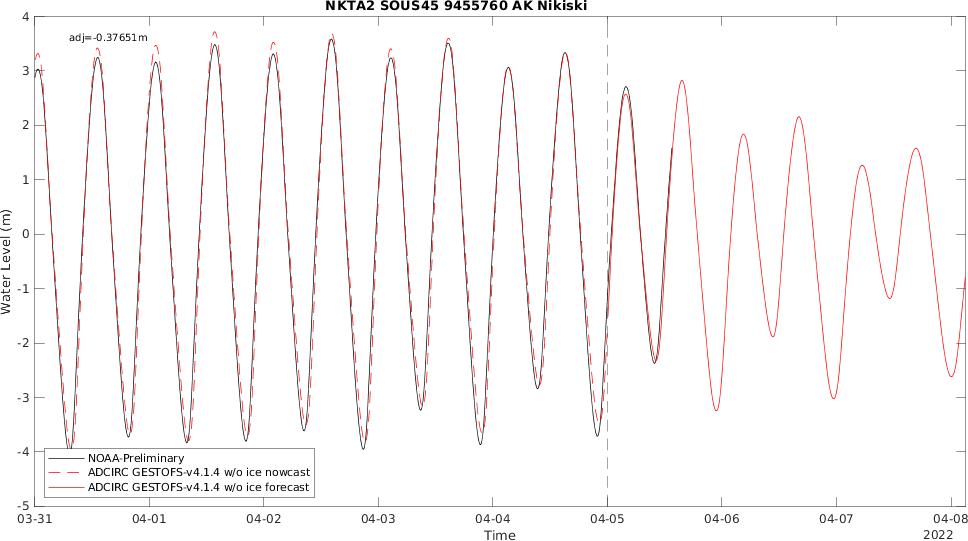 NKTA2 SOUS45 9455760 AK Nikiski
adj=-0.37651m
4
3
2
1
0
-1
-2
-3
-4
-5
Water Level (m)
NOAA-Preliminary
ADCIRC GESTOFS-v4.1.4 w/o ice nowcast
ADCIRC GESTOFS-v4.1.4 w/o ice forecast
03-31 04-01 04-02 04-03 04-04 04-05 04-06 04-07 04-08
Time
2022